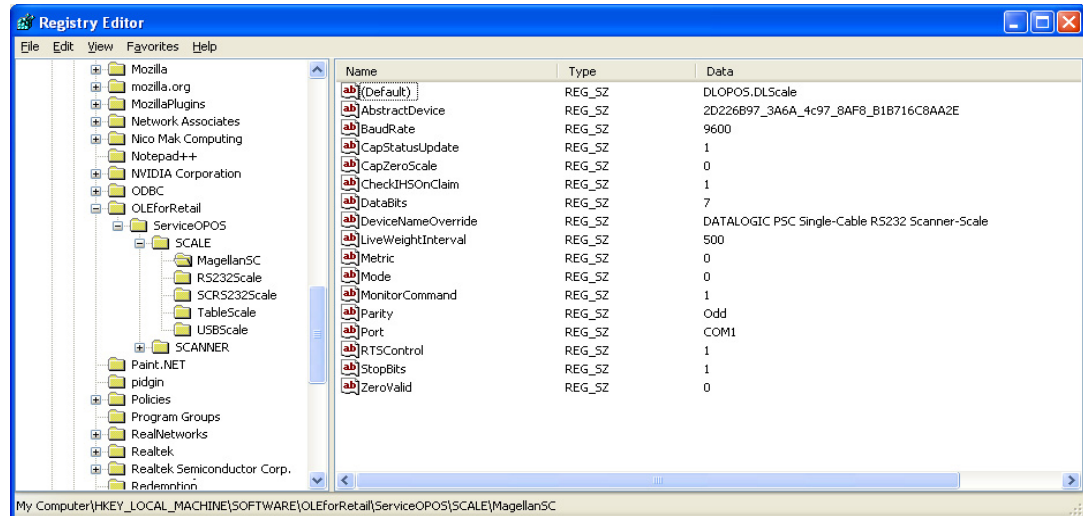 Registry Editor
File Edit View Favorites Help
Mozilla
mozilla.org
MozillaPlugins
Network Associates
Nico Mak Computing
Notepad++
NVIDIA Corporation
ODBC
OLEforRetail
ServiceOPOS
SCALE
MagellanSC
RS232Scale
SCRS232Scale
TableScale
USBScale
SCANNER
Paint.NET
pidgin
Policies
Program Groups
RealNetworks
Realtek
Realtek Semiconductor Corp.
Redemption
Name Type Data
(Default) REG_SZ DLOPOS.DLScale
AbstractDevice REG_SZ 2D226B97_3A6A_4c97_8AF8_B1B716C8AA2E
BaudRate REG_SZ 9600
CapStatusUpdate REG_SZ 1
CapZeroScale REG_SZ 0
CheckIHSOnClaim REG_SZ 1
DataBits REG_SZ 7
DeviceNameOverride REG_SZ DATALOGIC PSC Single-Cable RS232 Scanner-Scale
LiveWeightInterval REG_SZ 500
Metric REG_SZ 0
Mode REG_SZ 0
MonitorCommand REG_SZ 1
Parity REG_SZ Odd
Port REG_SZ COM1
RTSControl REG_SZ 1
StopBits REG_SZ 1
ZeroValid REG_SZ 0
My Computer\HKEY_LOCAL_MACHINE\SOFTWARE\OLEforRetail\ServiceOPOS\SCALE\MagellanSC